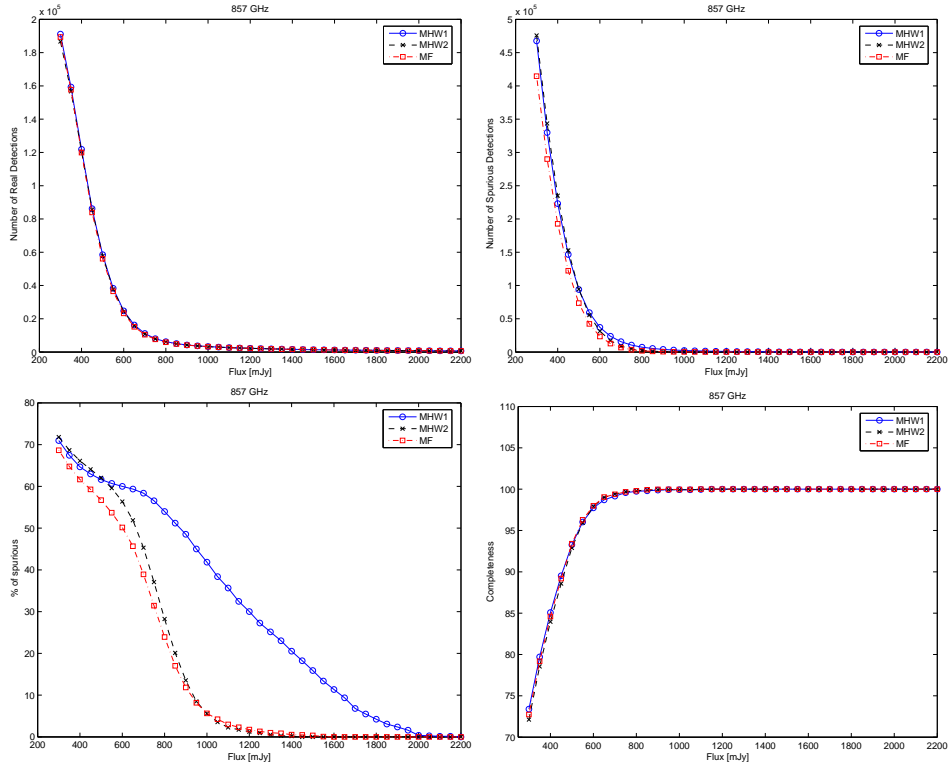 857 GHz
x 10^5
2
1.8
1.6
1.4
1.2
1
0.8
0.6
0.4
0.2
0
200 400 600 800 1000 1200 1400 1600 1800 2000 2200
Flux [mJy]
Number of Real Detections
MHW1
MHW2
MF
857 GHz
x 10^5
5
4.5
4
3.5
3
2.5
2
1.5
1
0.5
0
200 400 600 800 1000 1200 1400 1600 1800 2000 2200
Flux [mJy]
Number of Spurious Detections
MHW1
MHW2
MF
857 GHz
80
70
60
50
40
30
20
10
0
200 400 600 800 1000 1200 1400 1600 1800 2000 2200
Flux [mJy]
% of spurious
MHW1
MHW2
MF
857 GHz
110
105
100
95
90
85
80
75
70
400 600 800 1000 1200 1400 1600 1800 2000 2200
Flux [mJy]
Completeness
MHW1
MHW2
MF